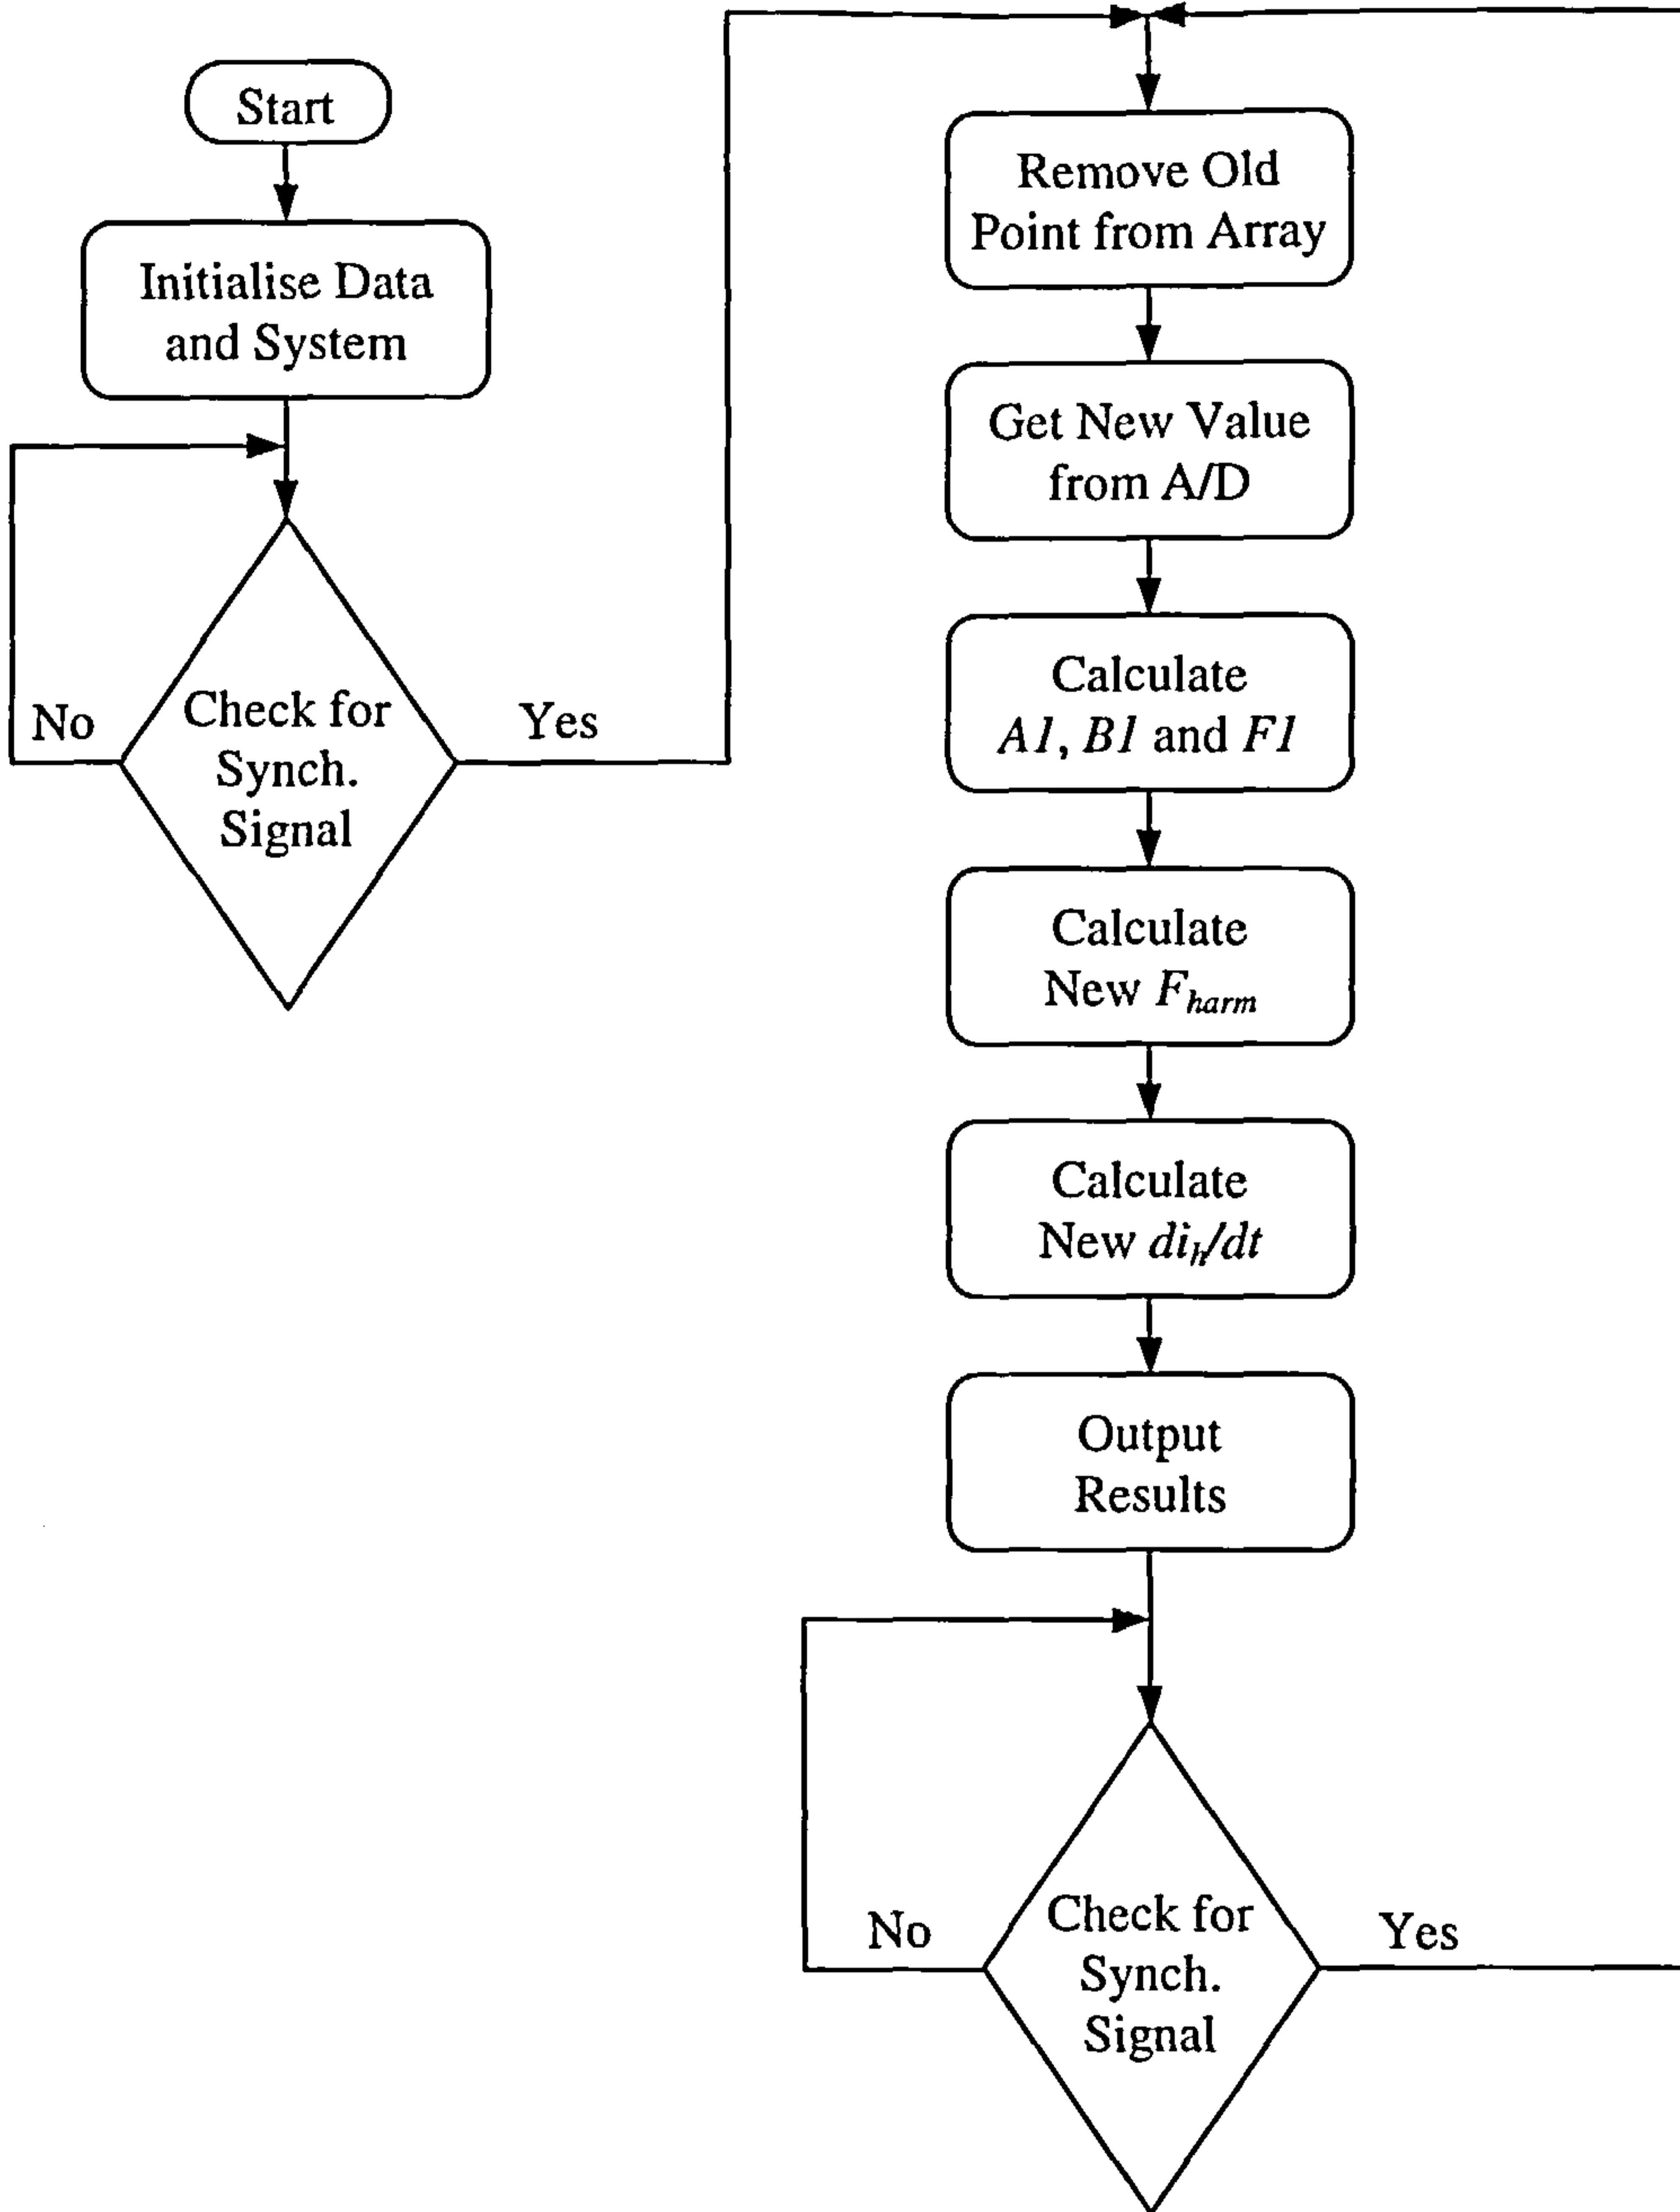 Start
Initialise Data
and System
No
Check for
Synch.
Signal
Yes
Remove Old
Point from Array
Get New Value
from A/D
Calculate
A1, B1 and F1
Calculate
New F_harm
Calculate
New di_h/dt
Output
Results
No
Check for
Synch.
Signal
Yes